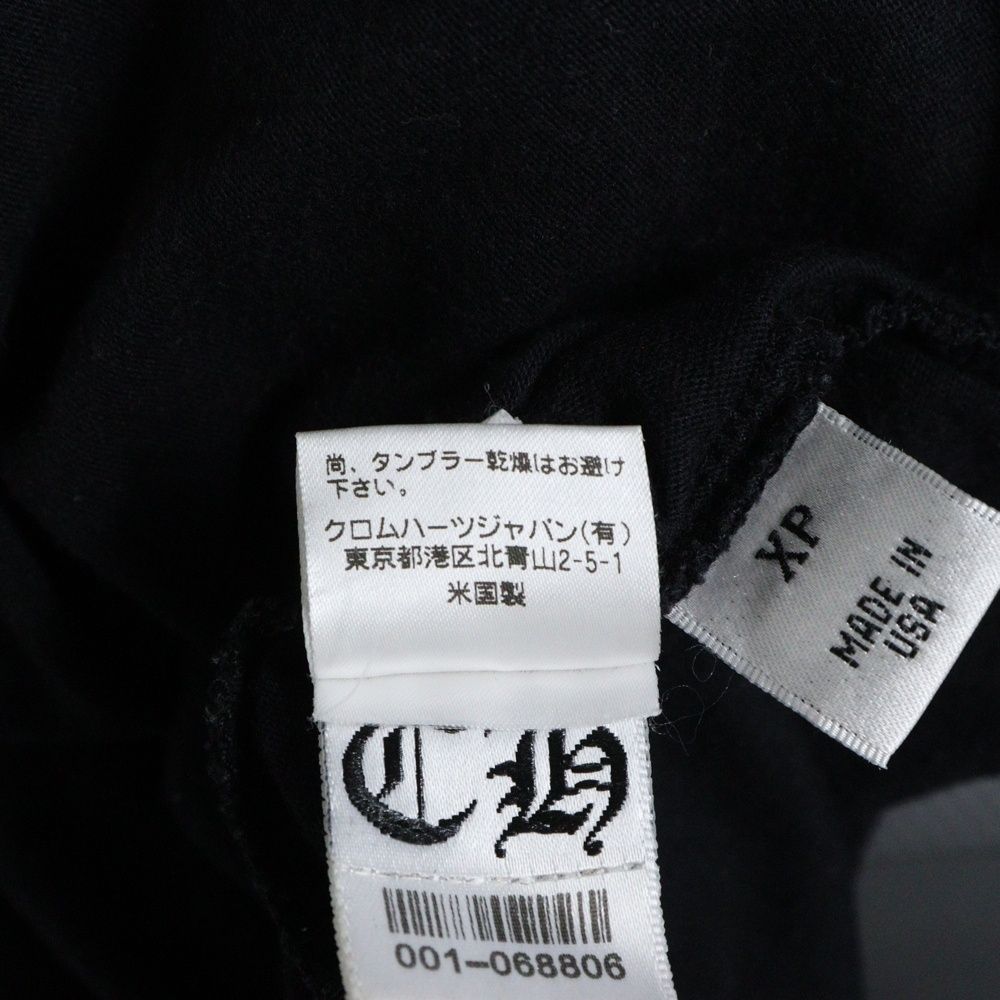 尚、タンブラー乾燥はお避け
下さい。
クロムハーツジャパン(有)
東京都港区北青山2-5-1
米国製
XP
MADE IN
USA
CH
001-068806